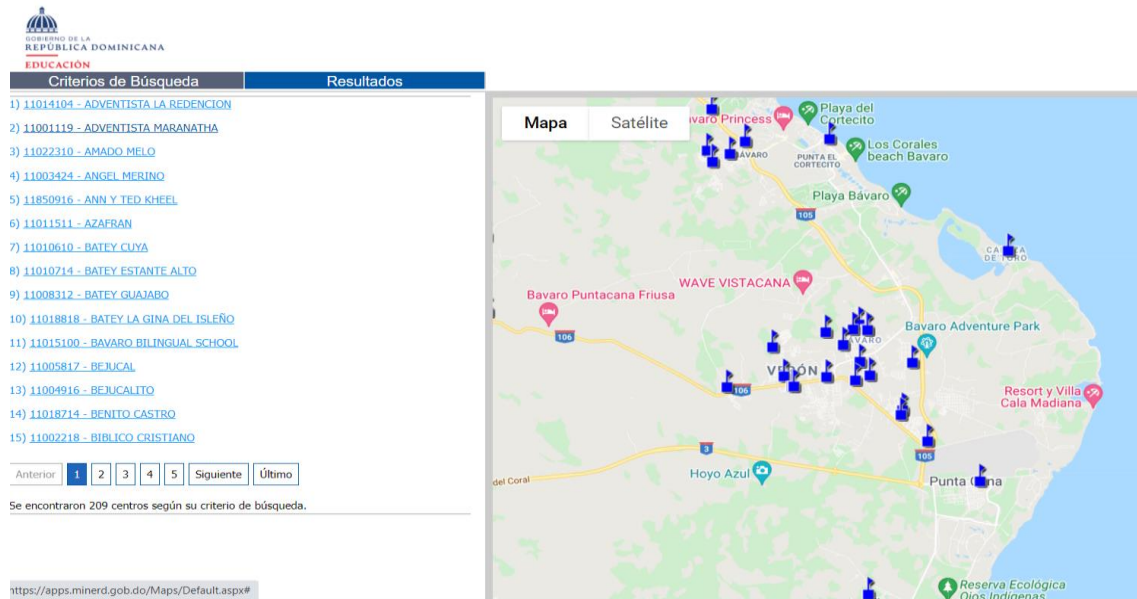 GOBIERNO DE LA
REPÚBLICA DOMINICANA
EDUCACIÓN
Criterios de Búsqueda
Resultados
1) 11014104 - ADVENTISTA LA REDENCION
2) 11001119 - ADVENTISTA MARANATHA
3) 11022310 - AMADO MELO
4) 11003424 - ANGEL MERINO
5) 11850916 - ANN Y TED KHEEL
6) 11011511 - AZAFRAN
7) 11010610 - BATEY CUYA
8) 11010714 - BATEY ESTANTE ALTO
9) 11008312 - BATEY GUAJABO
10) 11018818 - BATEY LA GINA DEL ISLEÑO
11) 11015100 - BAVARO BILINGUAL SCHOOL
12) 11005817 - BEJUCAL
13) 11004916 - BEJUCALITO
14) 11018714 - BENITO CASTRO
15) 11002218 - BIBLICO CRISTIANO
Anterior 1 2 3 4 5 Siguiente Último
Se encontraron 209 centros según su criterio de búsqueda.
https://apps.minerd.gob.do/Maps/Default.aspx#
Mapa Satélite
Princess
Playa del
Cortecito
PUNTA EL
CORTECITO
Los Corales
beach Bavaro
Playa Bávaro
105
WAVE VISTACANA
Bavaro Puntacana Friusa
106
Bavaro Adventure Park
106
Resort y Villa
Cala Madiana
3
105
Hoyo Azul
del Coral
Punta
Reserva Ecológica
Ojos Indígenas